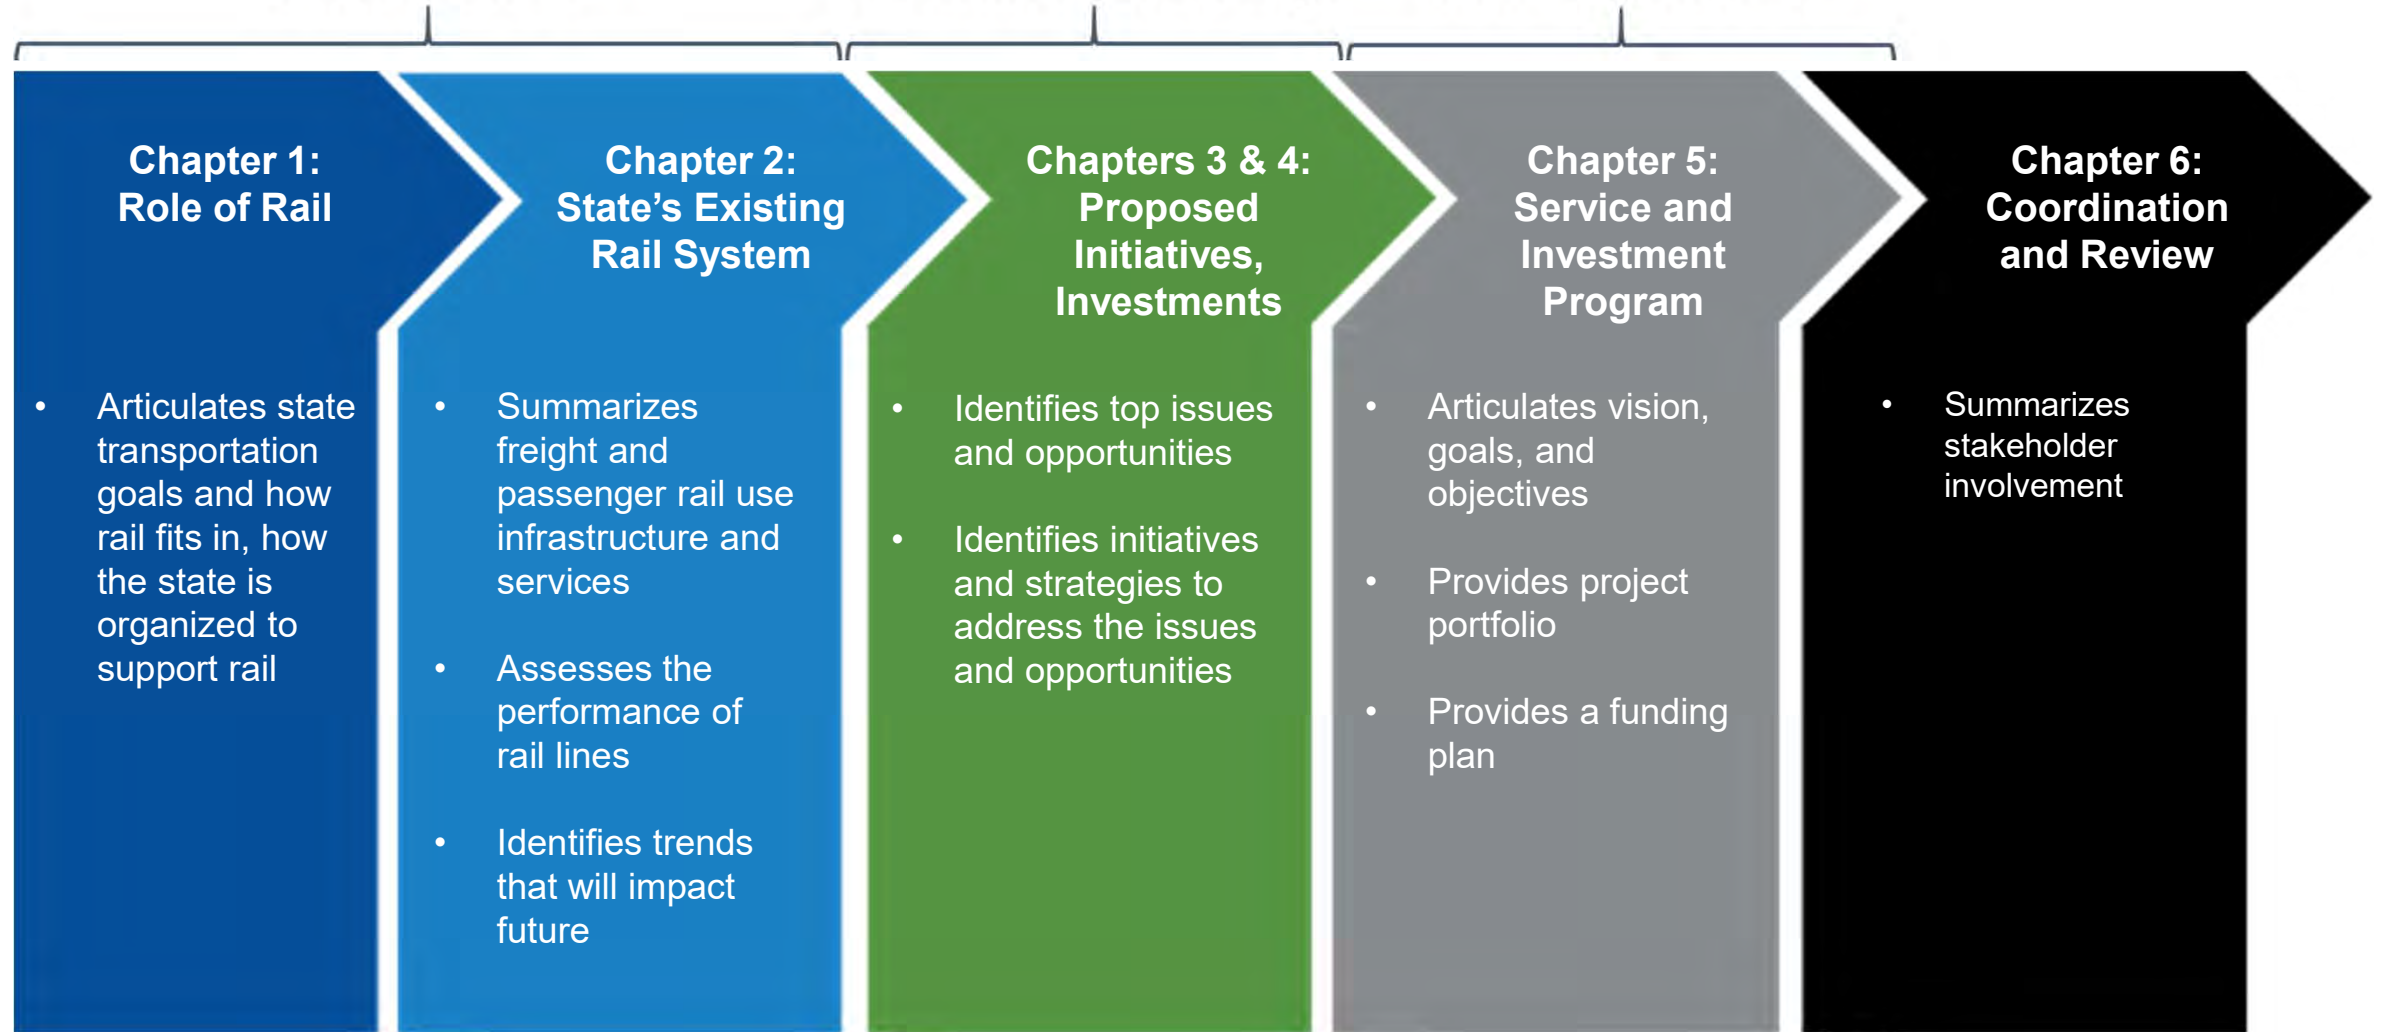 Chapter 1:
Role of Rail
• Articulates state
transportation
goals and how
rail fits in, how
the state is
organized to
support rail
Chapter 2:
State’s Existing
Rail System
• Summarizes
freight and
passenger rail use
infrastructure and
services
• Assesses the
performance of
rail lines
• Identifies trends
that will impact
future
Chapters 3 & 4:
Proposed
Initiatives,
Investments
• Identifies top issues
and opportunities
• Identifies initiatives
and strategies to
address the issues
and opportunities
Chapter 5:
Service and
Investment
Program
• Articulates vision,
goals, and
objectives
• Provides project
portfolio
• Provides a funding
plan
Chapter 6:
Coordination
and Review
• Summarizes
stakeholder
involvement